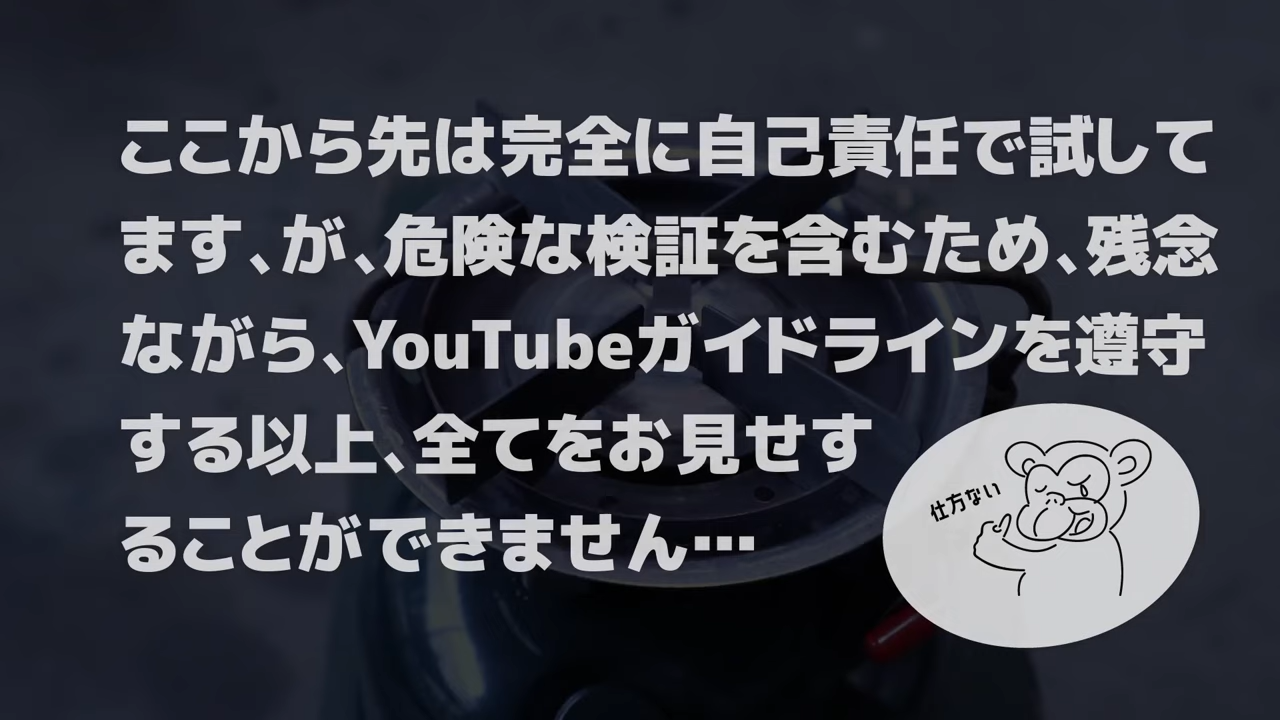 ここから先は完全に自己責任で試して
ます、が、危険な検証を含むため、残念
ながら、YouTubeガイドラインを遵守
する以上、全てをお見せす
ることができません…
仕方ない